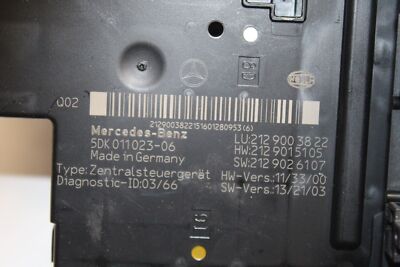 Q02
2129003822151601280953(6)
Mercedes-Benz
5DK 011 023-06
Made in Germany
Type: Zentralsteuergerät
Diagnostic-ID:03/66
LU:212 900 38 22
HW:212 901 51 05
SW:212 902 61 07
HW-Vers.:11/33/00
SW-Vers.:13/21/03